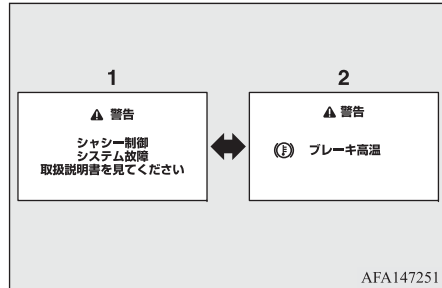 1
2
警告
シャシー制御
システム故障
取扱説明書を見てください
警告
ブレーキ高温
AFA147251